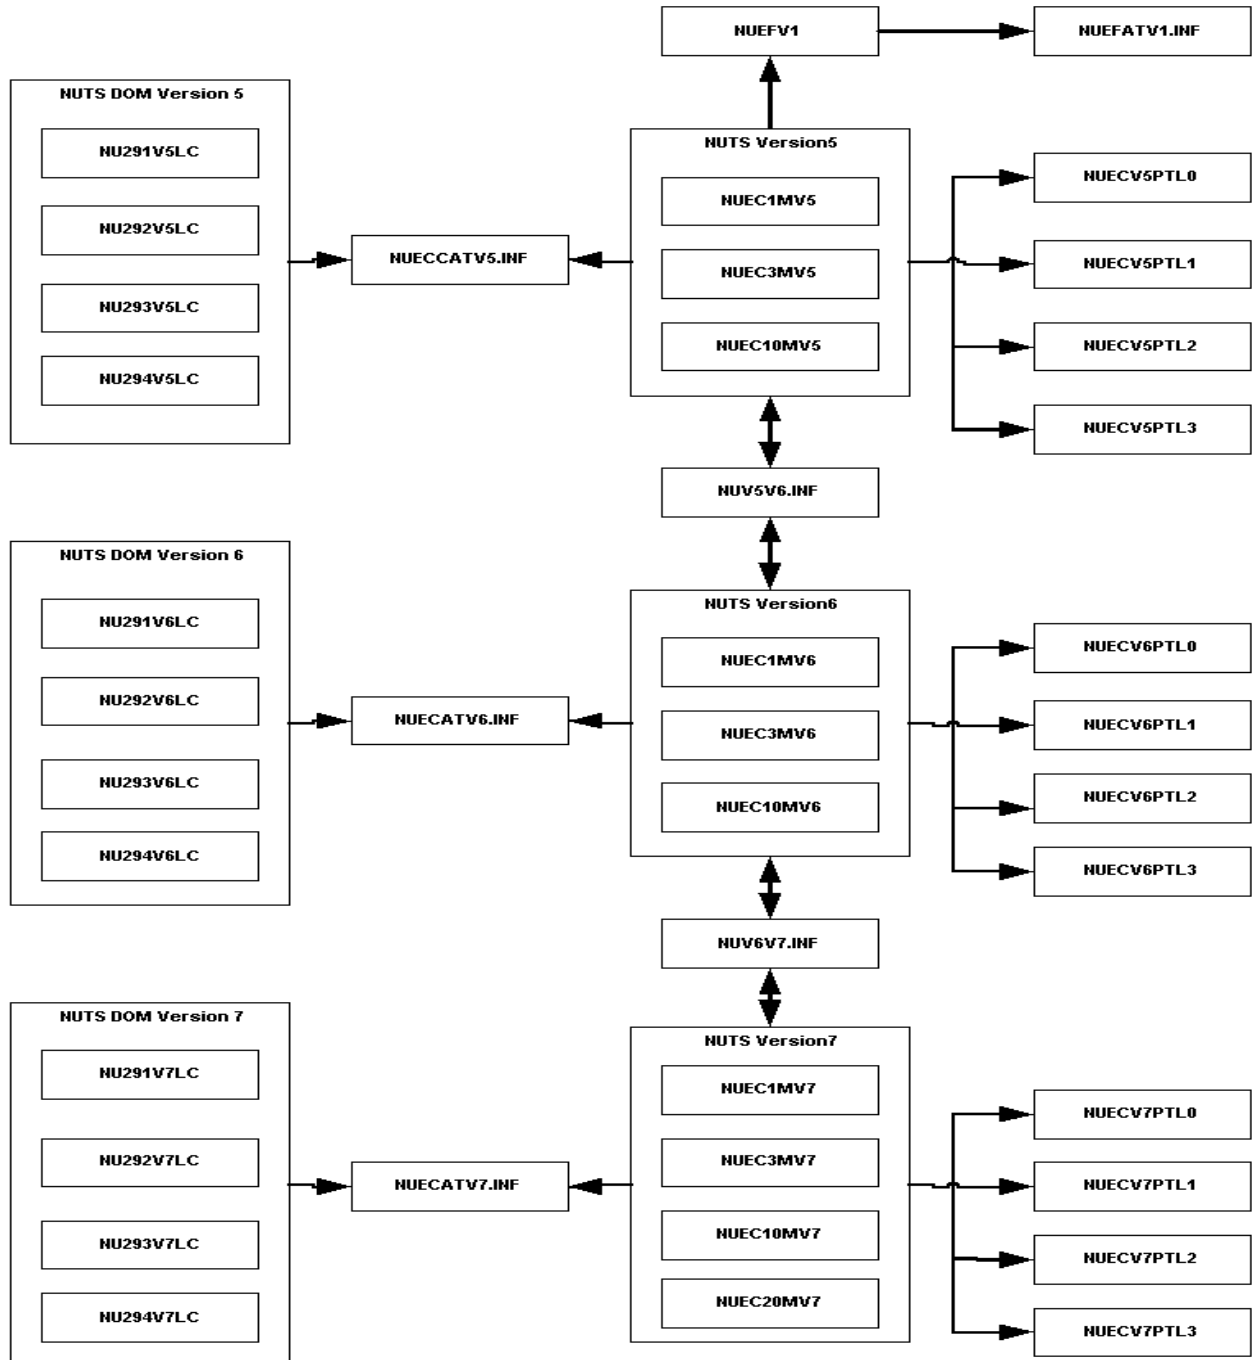 NUEFV1
NUEFATV1.INF
NUTS DOM Version 5
NU291V5LC
NU292V5LC
NU293V5LC
NU294V5LC
NUECCATV5.INF
NUTS Version5
NUEC1MV5
NUEC3MV5
NUEC10MV5
NUECV5PTL0
NUECV5PTL1
NUECV5PTL2
NUECV5PTL3
NUV5V6.INF
NUTS DOM Version 6
NU291V6LC
NU292V6LC
NU293V6LC
NU294V6LC
NUECATV6.INF
NUTS Version6
NUEC1MV6
NUEC3MV6
NUEC10MV6
NUECV6PTL0
NUECV6PTL1
NUECV6PTL2
NUECV6PTL3
NUV6V7.INF
NUTS DOM Version 7
NU291V7LC
NU292V7LC
NU293V7LC
NU294V7LC
NUECATV7.INF
NUTS Version7
NUEC1MV7
NUEC3MV7
NUEC10MV7
NUEC20MV7
NUECV7PTL0
NUECV7PTL1
NUECV7PTL2
NUECV7PTL3